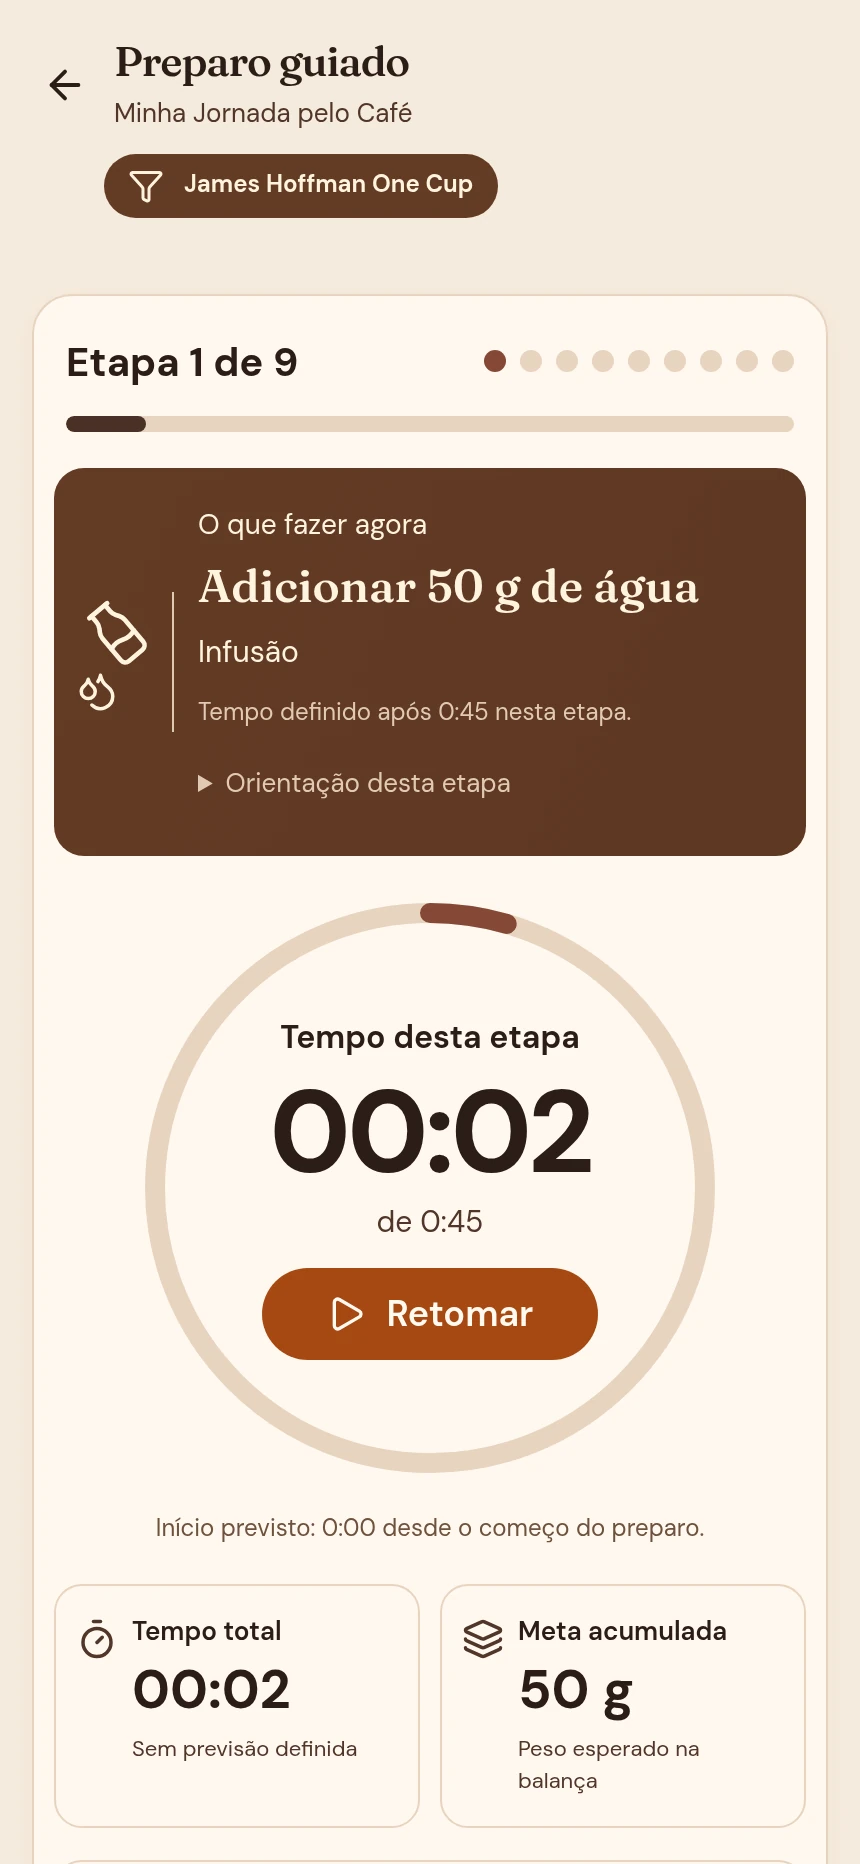 Preparo guiado
Minha Jornada pelo Café
James Hoffman One Cup
Etapa 1 de 9
O que fazer agora
Adicionar 50 g de água
Infusão
Tempo definido após 0:45 nesta etapa.
Orientação desta etapa
Tempo desta etapa
00:02
de 0:45
Retomar
Início previsto: 0:00 desde o começo do preparo.
Tempo total
00:02
Sem previsão definida
Meta acumulada
50 g
Peso esperado na
balança